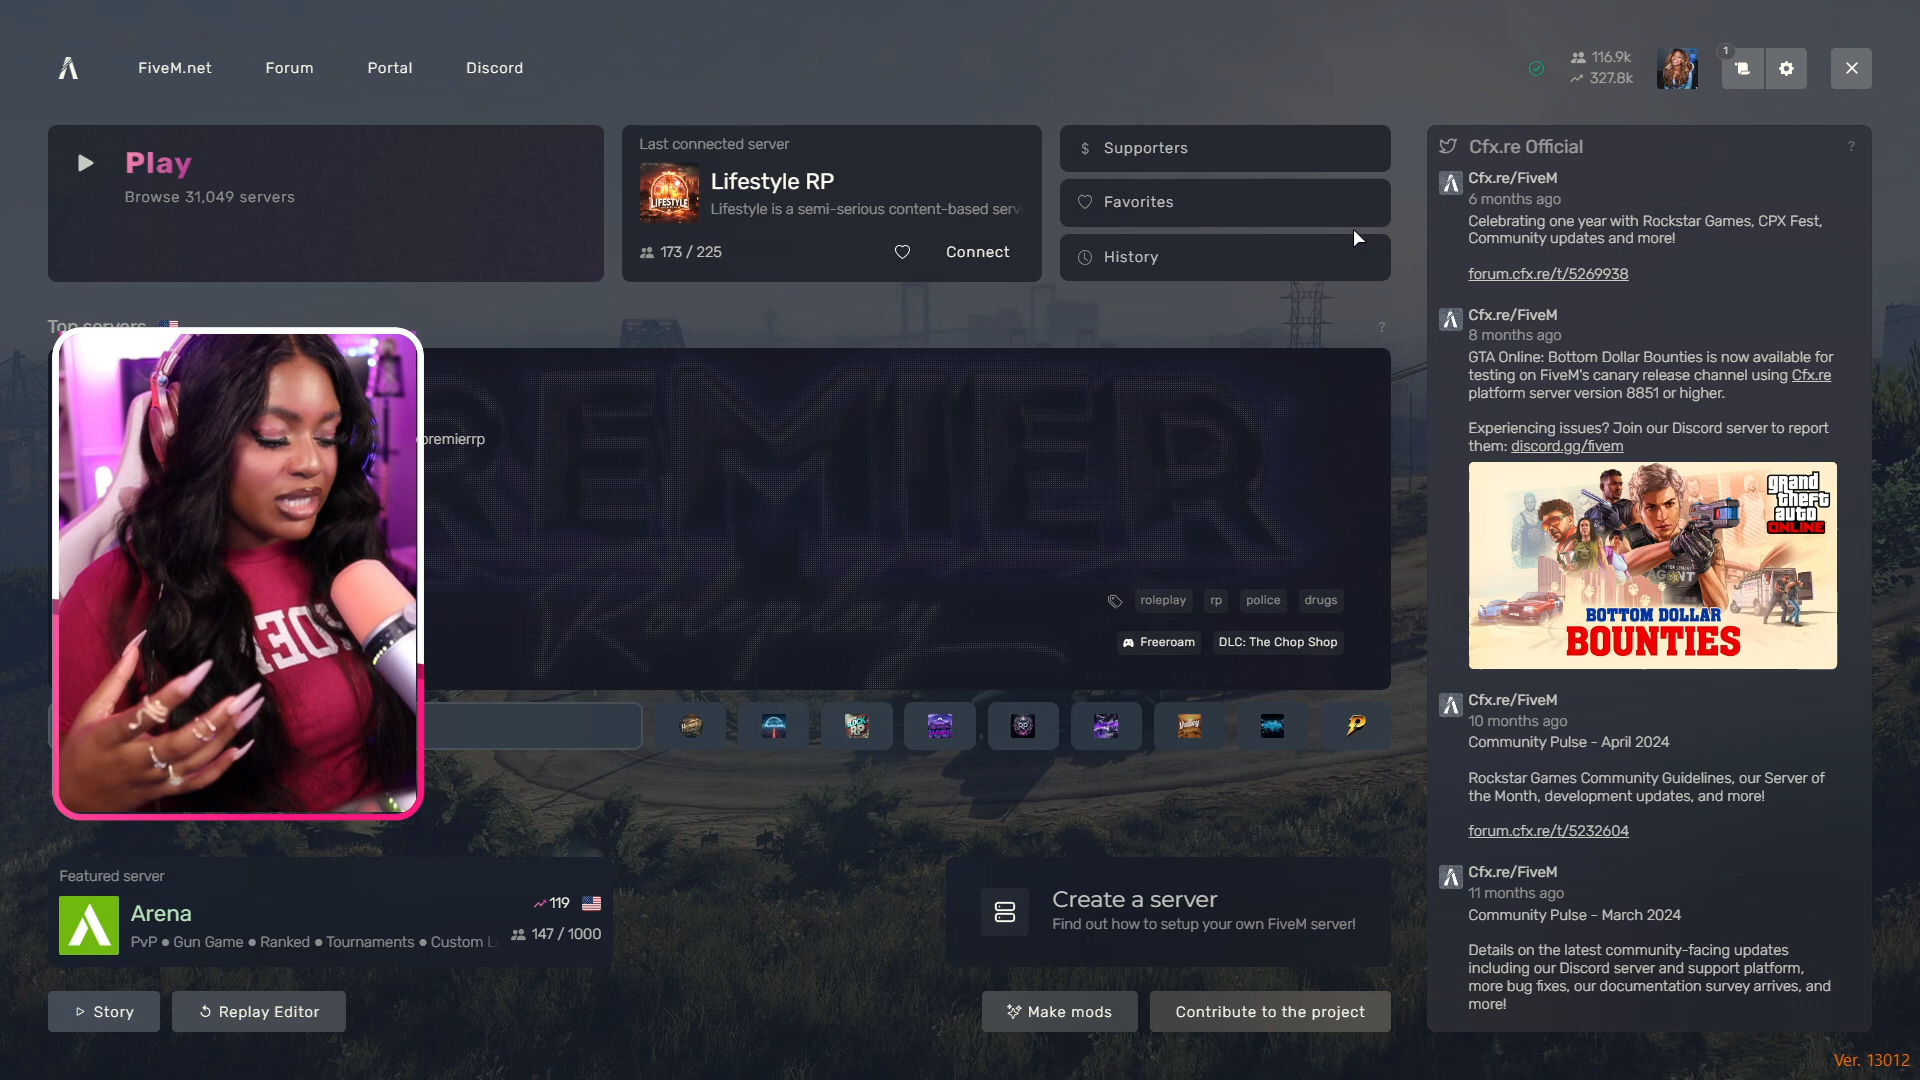 FiveM.net
Forum
Portal
Discord
116.9k
327.8k
1
Play
Browse 31,049 servers
Last connected server
LIFESTYLE
Lifestyle RP
Lifestyle is a semi-serious content-based serv
173 / 225
Connect
$ Supporters
Favorites
History
Top servers
?
PREMIER
Roleplay
premierrp
roleplay
rp
police
drugs
Freeroam
DLC: The Chop Shop
Featured server
Arena
PvP ● Gun Game ● Ranked ● Tournaments ● Custom L
119
147 / 1000
Create a server
Find out how to setup your own FiveM server!
Story
Replay Editor
Make mods
Contribute to the project
Cfx.re Official
?
Cfx.re/FiveM
6 months ago
Celebrating one year with Rockstar Games, CPX Fest,
Community updates and more!
forum.cfx.re/t/5269938
Cfx.re/FiveM
8 months ago
GTA Online: Bottom Dollar Bounties is now available for
testing on FiveM's canary release channel using Cfx.re
platform server version 8851 or higher.
Experiencing issues? Join our Discord server to report
them: discord.gg/fivem
grand
theft
auto
ONLINE
AGENT
BOTTOM DOLLAR
BOUNTIES
Cfx.re/FiveM
10 months ago
Community Pulse - April 2024
Rockstar Games Community Guidelines, our Server of
the Month, development updates, and more!
forum.cfx.re/t/5232604
Cfx.re/FiveM
11 months ago
Community Pulse - March 2024
Details on the latest community-facing updates
including our Discord server and support platform,
more bug fixes, our documentation survey arrives, and
more!
Ver. 13012